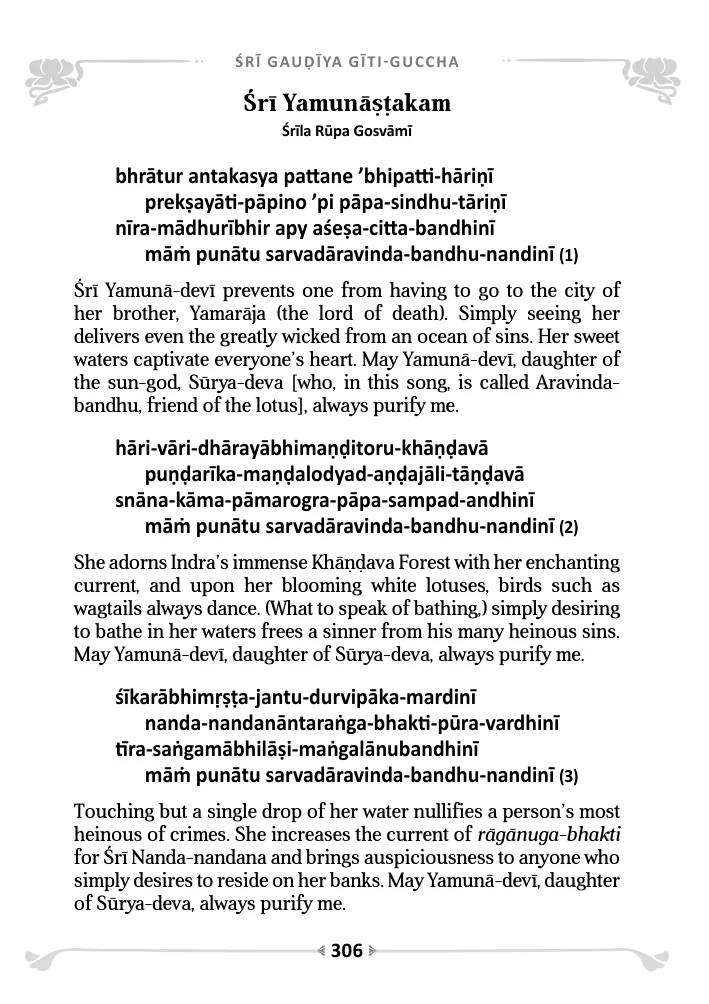 ŚRĪ GAUḌĪYA GĪTI-GUCCHA
Śrī Yamunāṣṭakam
Śrīla Rūpa Gosvāmī
bhrātur antakasya pattane ’bhipatti-hāriṇī
prekṣayāti-pāpino ’pi pāpa-sindhu-tāriṇī
nīra-mādhurībhir apy aśeṣa-citta-bandhinī
māṁ punātu sarvadāravinda-bandhu-nandinī (1)
Śrī Yamunā-devī prevents one from having to go to the city of
her brother, Yamarāja (the lord of death). Simply seeing her
delivers even the greatly wicked from an ocean of sins. Her sweet
waters captivate everyone’s heart. May Yamunā-devī, daughter of
the sun-god, Sūrya-deva [who, in this song, is called Aravinda-
bandhu, friend of the lotus], always purify me.
hāri-vāri-dhārayābhimaṇḍitoru-khāṇḍavā
puṇḍarīka-maṇḍalodyad-aṇḍajāli-tāṇḍavā
snāna-kāma-pāmarogra-pāpa-sampad-andhinī
māṁ punātu sarvadāravinda-bandhu-nandinī (2)
She adorns Indra’s immense Khāṇḍava Forest with her enchanting
current, and upon her blooming white lotuses, birds such as
wagtails always dance. (What to speak of bathing,) simply desiring
to bathe in her waters frees a sinner from his many heinous sins.
May Yamunā-devī, daughter of Sūrya-deva, always purify me.
śīkarābhimṛṣṭa-jantu-durvipāka-mardinī
nanda-nandanāntaraṅga-bhakti-pūra-vardhinī
tīra-saṅgamābhilāṣi-maṅgalānubandhinī
māṁ punātu sarvadāravinda-bandhu-nandinī (3)
Touching but a single drop of her water nullifies a person’s most
heinous of crimes. She increases the current of rāgānuga-bhakti
for Śrī Nanda-nandana and brings auspiciousness to anyone who
simply desires to reside on her banks. May Yamunā-devī, daughter
of Sūrya-deva, always purify me.
306